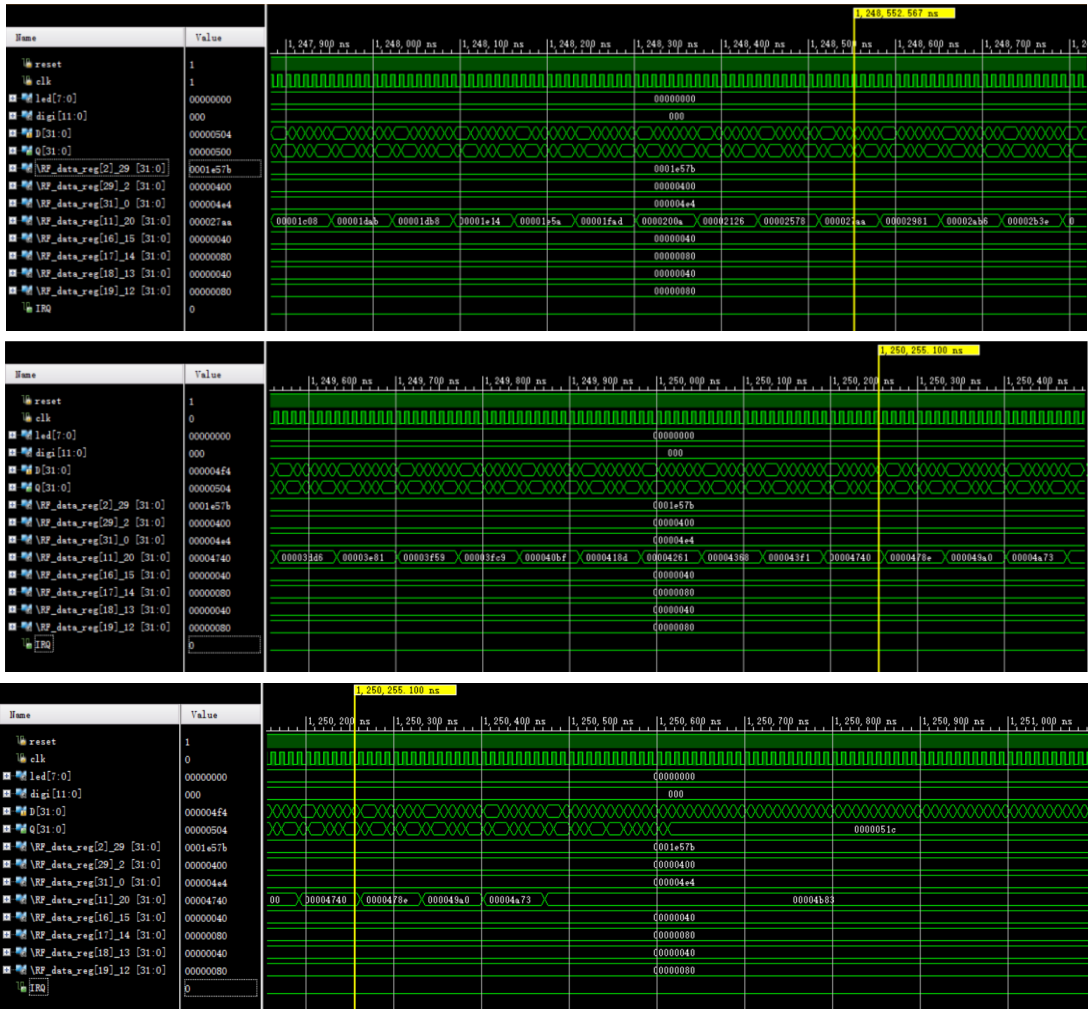 1,248,552.567 ns
Name Value
1,247,900 ns 1,248,000 ns 1,248,100 ns 1,248,200 ns 1,248,300 ns 1,248,400 ns 1,248,50 ns 1,248,600 ns 1,248,700 ns 1,2
reset 1
clk 1
led[7:0] 00000000 00000000
digi[11:0] 000 000
D[31:0] 00000504
Q[31:0] 00000500
\RF_data_reg[2]_29 [31:0] 0001e57b 0001e57b
\RF_data_reg[29]_2 [31:0] 00000400 00000400
\RF_data_reg[31]_0 [31:0] 000004e4 000004e4
\RF_data_reg[11]_20 [31:0] 000027aa 00001c08 00001dab 00001db8 00001e14 00001e5a 00001fad 0000200a 00002126 00002578 000027aa 00002981 00002ab6 00002b3e 0
\RF_data_reg[16]_15 [31:0] 00000040 00000040
\RF_data_reg[17]_14 [31:0] 00000080 00000080
\RF_data_reg[18]_13 [31:0] 00000040 00000040
\RF_data_reg[19]_12 [31:0] 00000080 00000080
IRQ 0
1,250,255.100 ns
Name Value
1,249,600 ns 1,249,700 ns 1,249,800 ns 1,249,900 ns 1,250,000 ns 1,250,100 ns 1,250,200 ns 1,250,300 ns 1,250,400 ns
reset 1
clk 0
led[7:0] 00000000 00000000
digi[11:0] 000 000
D[31:0] 000004f4
Q[31:0] 00000504
\RF_data_reg[2]_29 [31:0] 0001e57b 0001e57b
\RF_data_reg[29]_2 [31:0] 00000400 00000400
\RF_data_reg[31]_0 [31:0] 000004e4 000004e4
\RF_data_reg[11]_20 [31:0] 00004740 00003dd6 00003e81 00003f59 00003fc9 000040bf 0000418d 00004261 00004368 000043f1 00004740 0000478e 000049a0 00004a73
\RF_data_reg[16]_15 [31:0] 00000040 00000040
\RF_data_reg[17]_14 [31:0] 00000080 00000080
\RF_data_reg[18]_13 [31:0] 00000040 00000040
\RF_data_reg[19]_12 [31:0] 00000080 00000080
IRQ 0
1,250,255.100 ns
Name Value
1,250,200 ns 1,250,300 ns 1,250,400 ns 1,250,500 ns 1,250,600 ns 1,250,700 ns 1,250,800 ns 1,250,900 ns 1,251,000 ns
reset 1
clk 0
led[7:0] 00000000 00000000
digi[11:0] 000 000
D[31:0] 000004f4
Q[31:0] 00000504 0000051c
\RF_data_reg[2]_29 [31:0] 0001e57b 0001e57b
\RF_data_reg[29]_2 [31:0] 00000400 00000400
\RF_data_reg[31]_0 [31:0] 000004e4 000004e4
\RF_data_reg[11]_20 [31:0] 00004740 00 00004740 0000478e 000049a0 00004a73 00004b83
\RF_data_reg[16]_15 [31:0] 00000040 00000040
\RF_data_reg[17]_14 [31:0] 00000080 00000080
\RF_data_reg[18]_13 [31:0] 00000040 00000040
\RF_data_reg[19]_12 [31:0] 00000080 00000080
IRQ 0